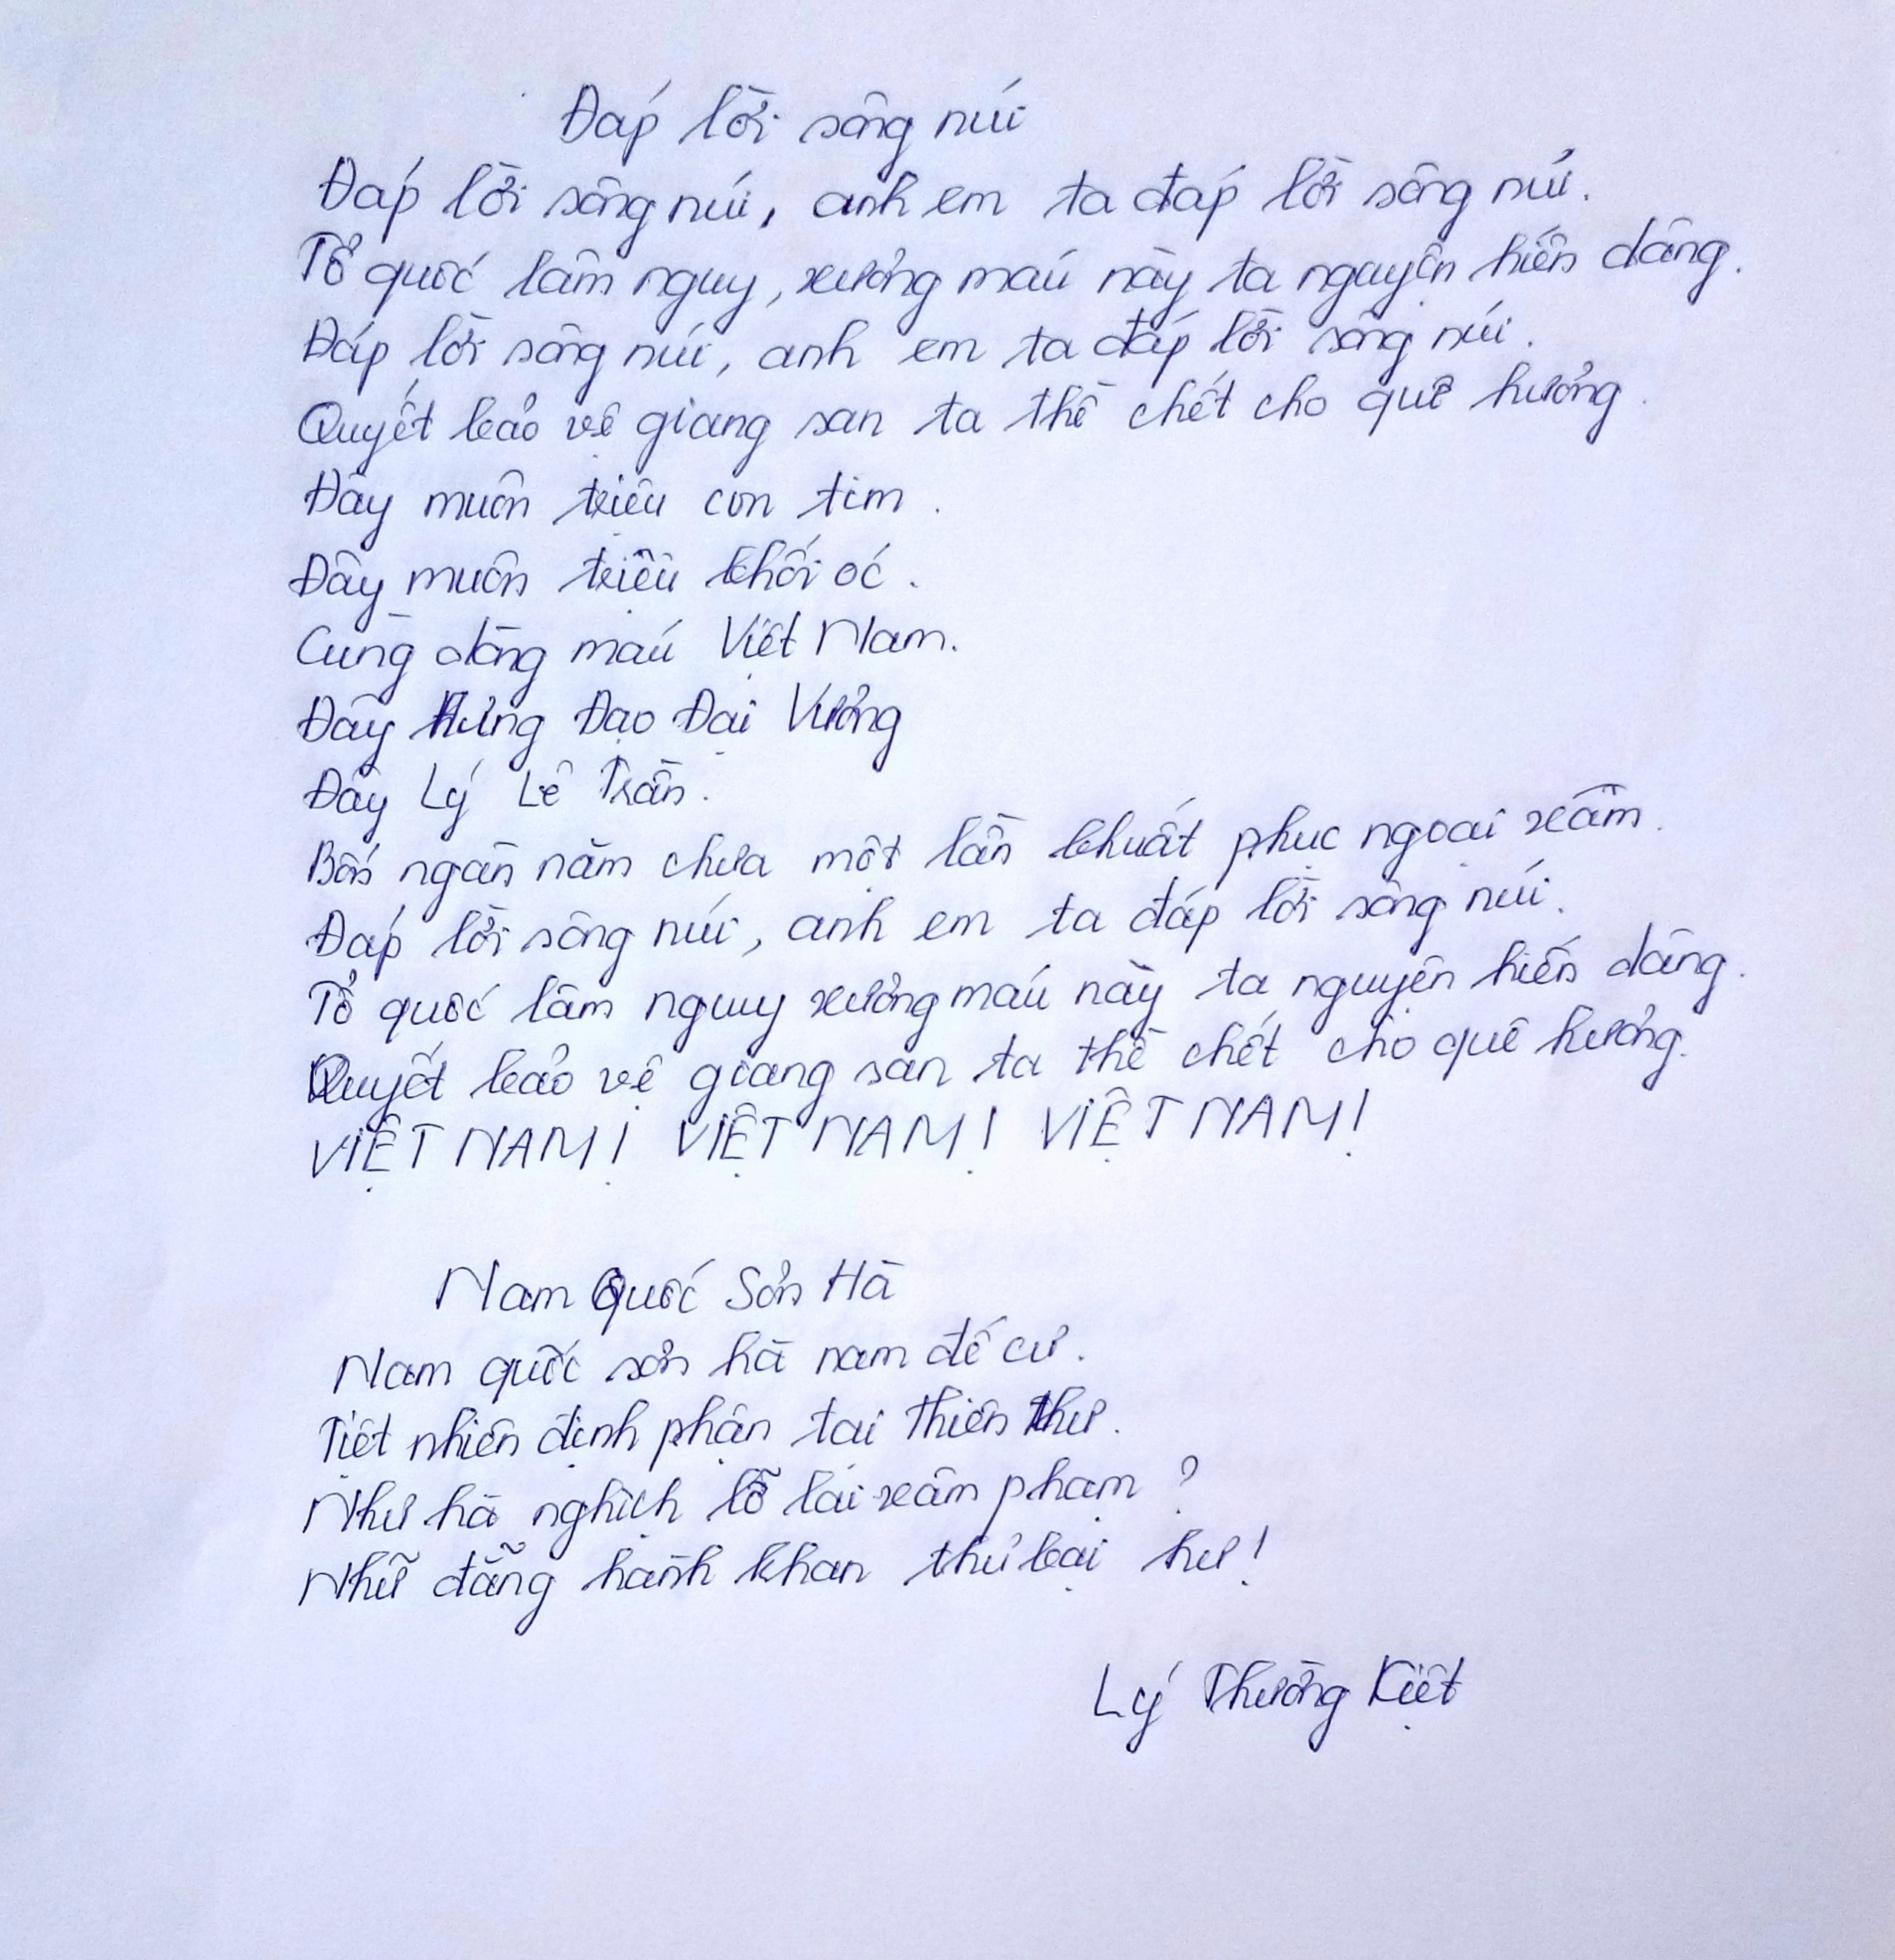 Đáp lời sông núi
Đáp lời sông núi, anh em ta đáp lời sông núi.
Tổ quốc lâm nguy, xương máu này ta nguyện hiến dâng.
Đáp lời sông núi, anh em ta đáp lời sông núi.
Quyết bảo vệ giang san ta thề chết cho quê hương.
Đây muôn triệu con tim.
Đây muôn triệu khối óc.
Cùng dòng máu Việt Nam.
Đây Hưng Đạo Đại Vương
Đây Lý Lê Trần.
Bốn ngàn năm chưa một lần khuất phục ngoại xâm.
Đáp lời sông núi, anh em ta đáp lời sông núi.
Tổ quốc lâm nguy xương máu này ta nguyện hiến dâng.
Quyết bảo vệ giang san ta thề chết cho quê hương.
VIỆT NAM! VIỆT NAM! VIỆT NAM!
Nam Quốc Sơn Hà
Nam quốc sơn hà nam đế cư.
Tiệt nhiên định phận tại thiên thư.
Như hà nghịch lỗ lai xâm phạm?
Nhữ đẳng hành khan thủ bại hư!
Lý Thường Kiệt